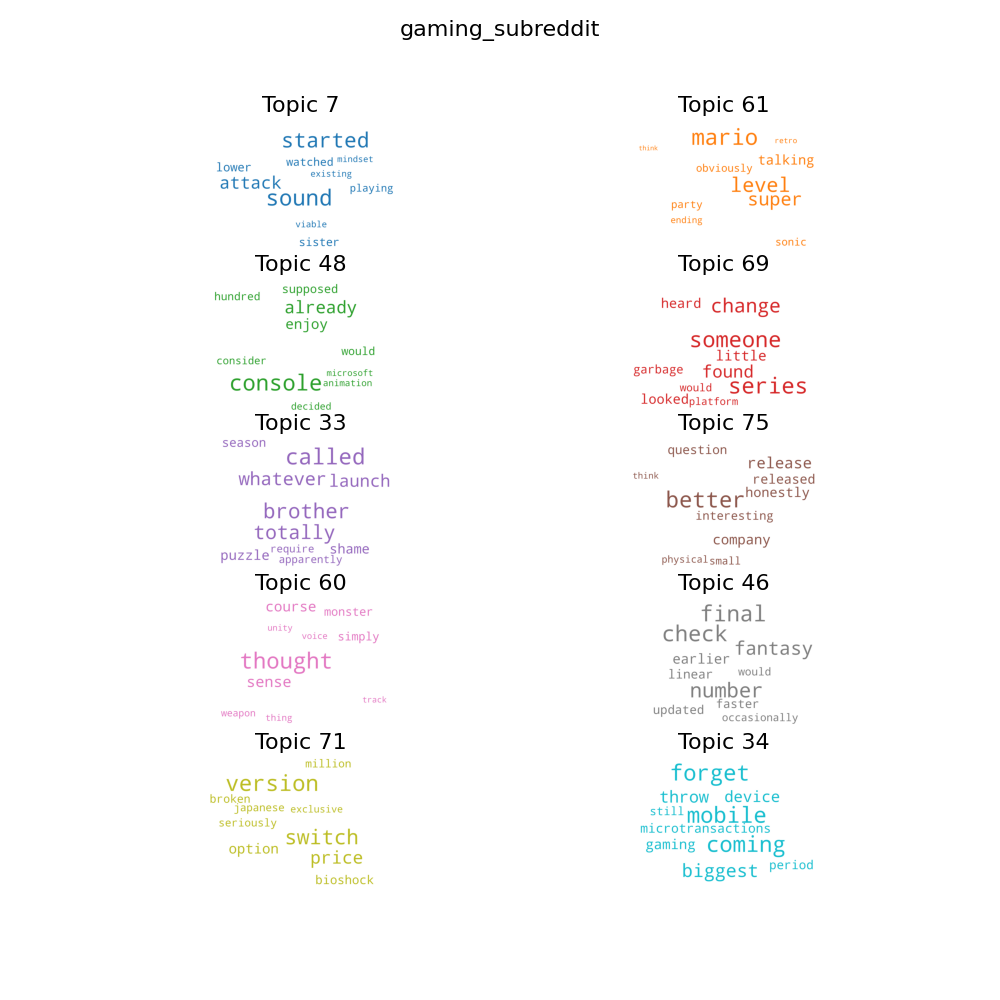 gaming_subreddit
Topic 7
started
watched mindset
lower
existing
attack
playing
sound
viable
sister
Topic 61
mario
retro
think
talking
obviously
level
super
party
ending
sonic
Topic 48
supposed
hundred
already
enjoy
would
consider
microsoft
console
animation
decided
Topic 69
heard
change
someone
little
garbage
found
would
series
looked
platform
Topic 33
season
called
whatever
launch
brother
totally
require
shame
puzzle
apparently
Topic 75
question
release
think
released
better
honestly
interesting
company
physical
small
Topic 60
course
monster
unity
voice
simply
thought
sense
track
weapon
thing
Topic 46
final
check
fantasy
earlier
linear
would
number
faster
updated
occasionally
Topic 71
million
version
broken
japanese
exclusive
seriously
switch
option
price
bioshock
Topic 34
forget
throw
device
still
mobile
microtransactions
gaming
coming
biggest
period